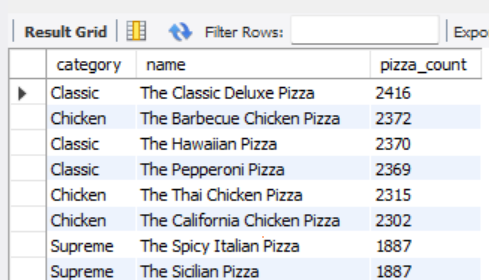 Result Grid Filter Rows: Expo
category name pizza_count
Classic The Classic Deluxe Pizza 2416
Chicken The Barbecue Chicken Pizza 2372
Classic The Hawaiian Pizza 2370
Classic The Pepperoni Pizza 2369
Chicken The Thai Chicken Pizza 2315
Chicken The California Chicken Pizza 2302
Supreme The Spicy Italian Pizza 1887
Supreme The Sicilian Pizza 1887